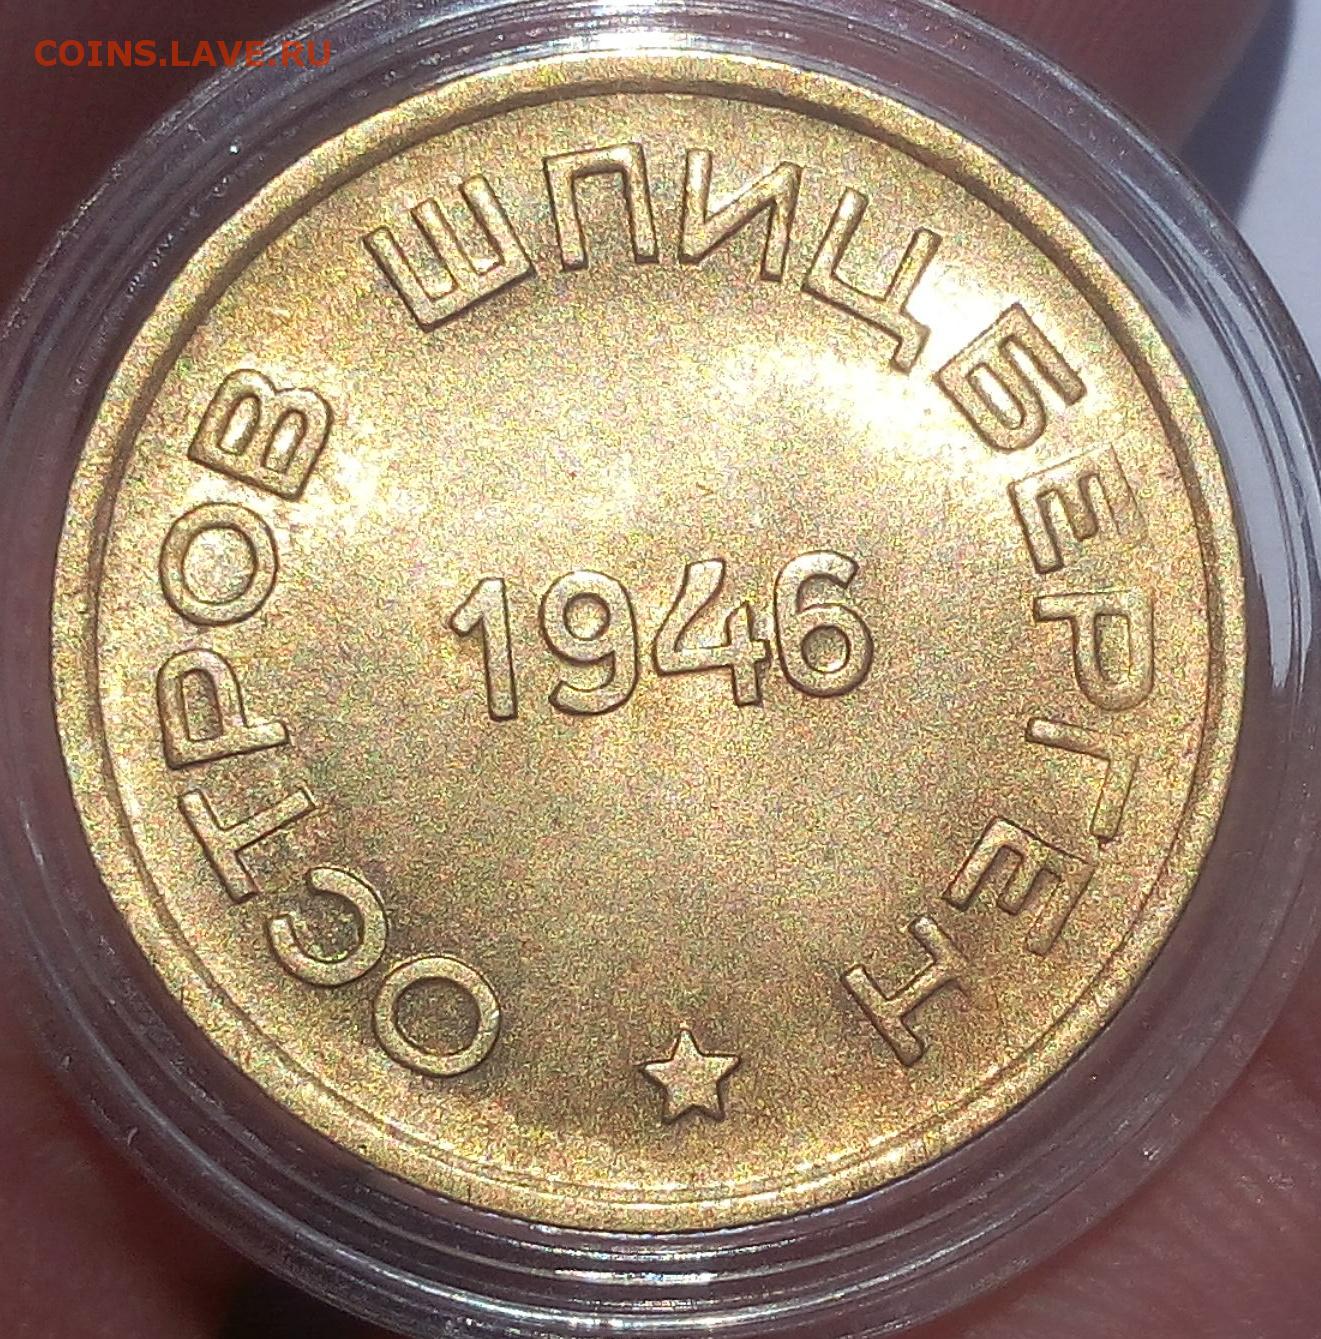 COINS.LAVE.RU
ОСТРОВ ШПИЦБЕРГЕН
1946